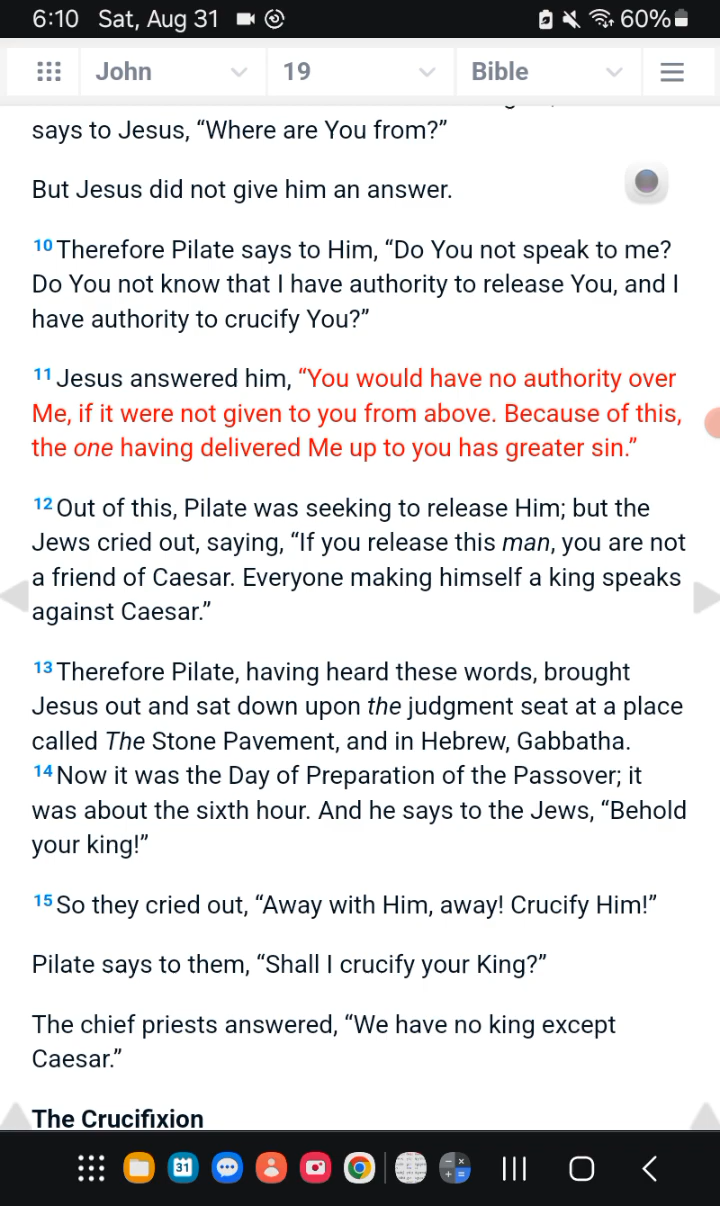 6:10 Sat, Aug 31 60%
John 19 Bible
says to Jesus, “Where are You from?”
But Jesus did not give him an answer.
10 Therefore Pilate says to Him, “Do You not speak to me?
Do You not know that I have authority to release You, and I
have authority to crucify You?”
11 Jesus answered him, “You would have no authority over
Me, if it were not given to you from above. Because of this,
the one having delivered Me up to you has greater sin.”
12 Out of this, Pilate was seeking to release Him; but the
Jews cried out, saying, “If you release this man, you are not
a friend of Caesar. Everyone making himself a king speaks
against Caesar.”
13 Therefore Pilate, having heard these words, brought
Jesus out and sat down upon the judgment seat at a place
called The Stone Pavement, and in Hebrew, Gabbatha.
14 Now it was the Day of Preparation of the Passover; it
was about the sixth hour. And he says to the Jews, “Behold
your king!”
15 So they cried out, “Away with Him, away! Crucify Him!”
Pilate says to them, “Shall I crucify your King?”
The chief priests answered, “We have no king except
Caesar.”
The Crucifixion
31